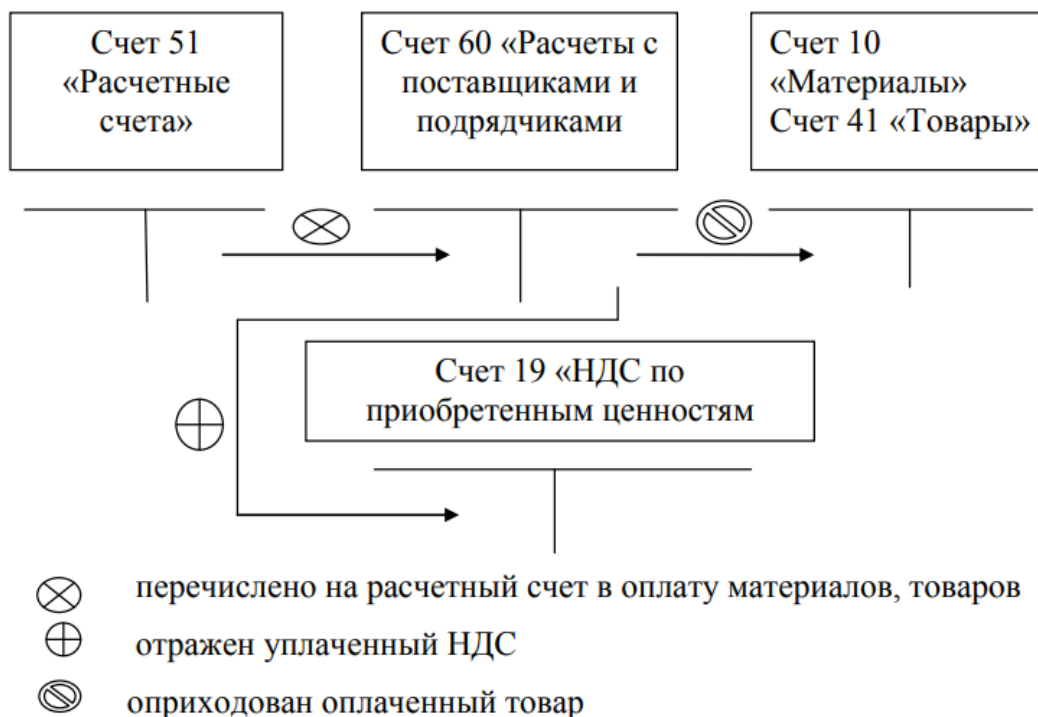 Счет 51
«Расчетные
счета»
Счет 60 «Расчеты с
поставщиками и
подрядчиками
Счет 10
«Материалы»
Счет 41 «Товары»
Счет 19 «НДС по
приобретенным ценностям
перечислено на расчетный счет в оплату материалов, товаров
отражен уплаченный НДС
оприходован оплаченный товар